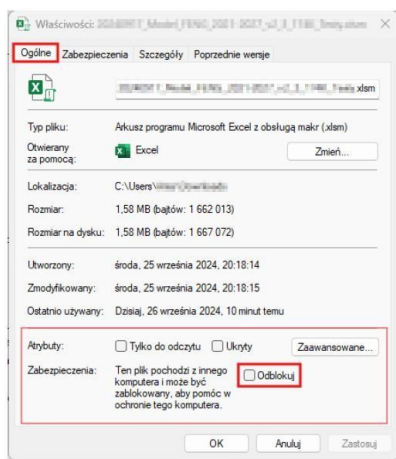 Właściwości:
Ogólne Zabezpieczenia Szczegóły Poprzednie wersje
.xlsm
Typ pliku: Arkusz programu Microsoft Excel z obsługą makr (.xlsm)
Otwierany za pomocą: Excel Zmień...
Lokalizacja: C:\Users\
Rozmiar: 1,58 MB (bajtów: 1 662 013)
Rozmiar na dysku: 1,58 MB (bajtów: 1 667 072)
Utworzony: środa, 25 września 2024, 20:18:14
Zmodyfikowany: środa, 25 września 2024, 20:18:15
Ostatnio używany: Dzisiaj, 26 września 2024, 10 minut temu
Atrybuty: Tylko do odczytu Ukryty Zaawansowane...
Zabezpieczenia: Ten plik pochodzi z innego
komputera i może być
zablokowany, aby pomóc w
ochronie tego komputera.
Odblokuj
OK Anuluj Zastosuj